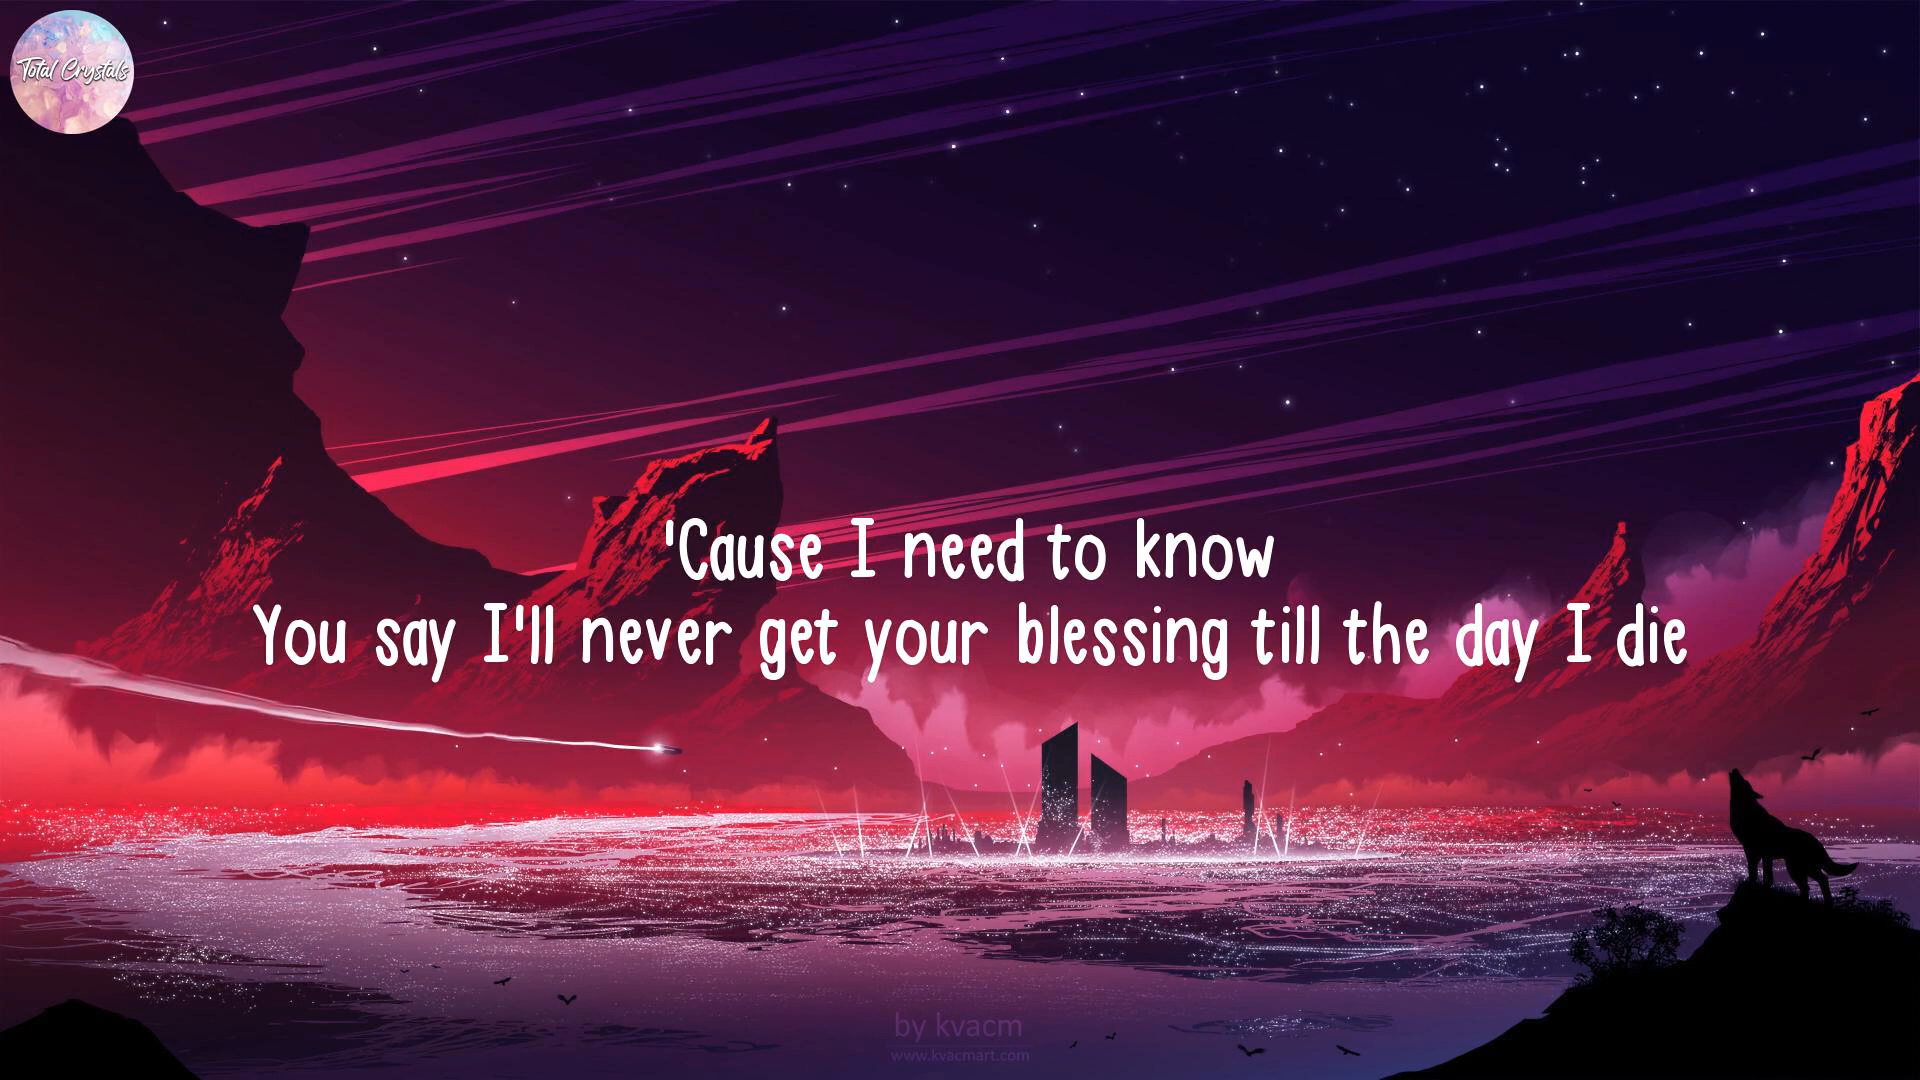 Total Crystals
'Cause I need to know
You say I'll never get your blessing till the day I die
by kvacm
www.kvacmart.com